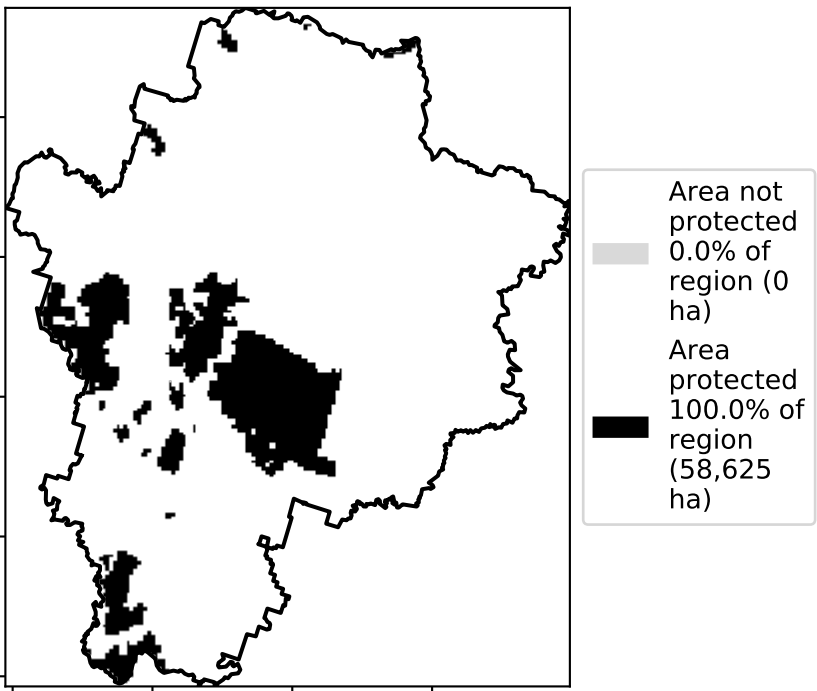 Area not
protected
0.0% of
region (0
ha)
Area
protected
100.0% of
region
(58,625
ha)